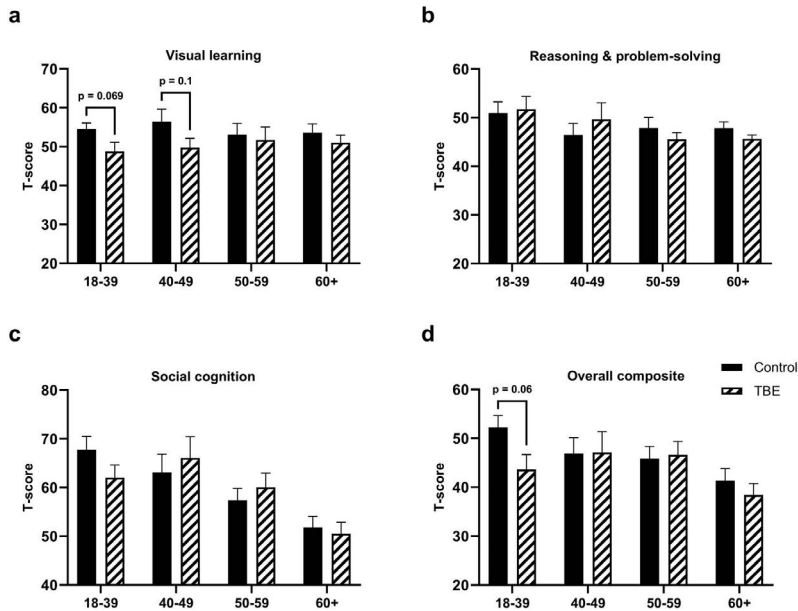 a
Visual learning
T-score
70
60
50
40
30
20
p = 0.069
p = 0.1
18-39 40-49 50-59 60+
b
Reasoning & problem-solving
T-score
60
50
40
30
20
18-39 40-49 50-59 60+
c
Social cognition
T-score
80
70
60
50
40
18-39 40-49 50-59 60+
d
Overall composite
T-score
60
50
40
30
20
p = 0.06
18-39 40-49 50-59 60+
Control
TBE